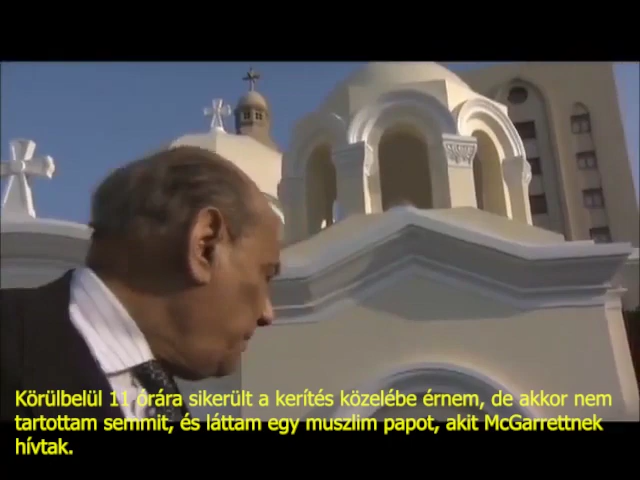 Körülbelül 11 órára sikerült a kerítés közelébe érnem, de akkor nem
tartottam semmit, és láttam egy muszlim papot, akit McGarrettnek
hívtak.